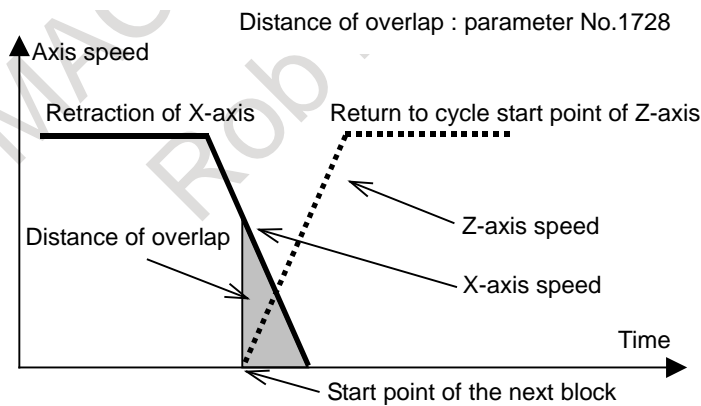 Distance of overlap : parameter No.1728
Axis speed
Retraction of X-axis
Return to cycle start point of Z-axis
Z-axis speed
Distance of overlap
X-axis speed
Time
Start point of the next block
Rob